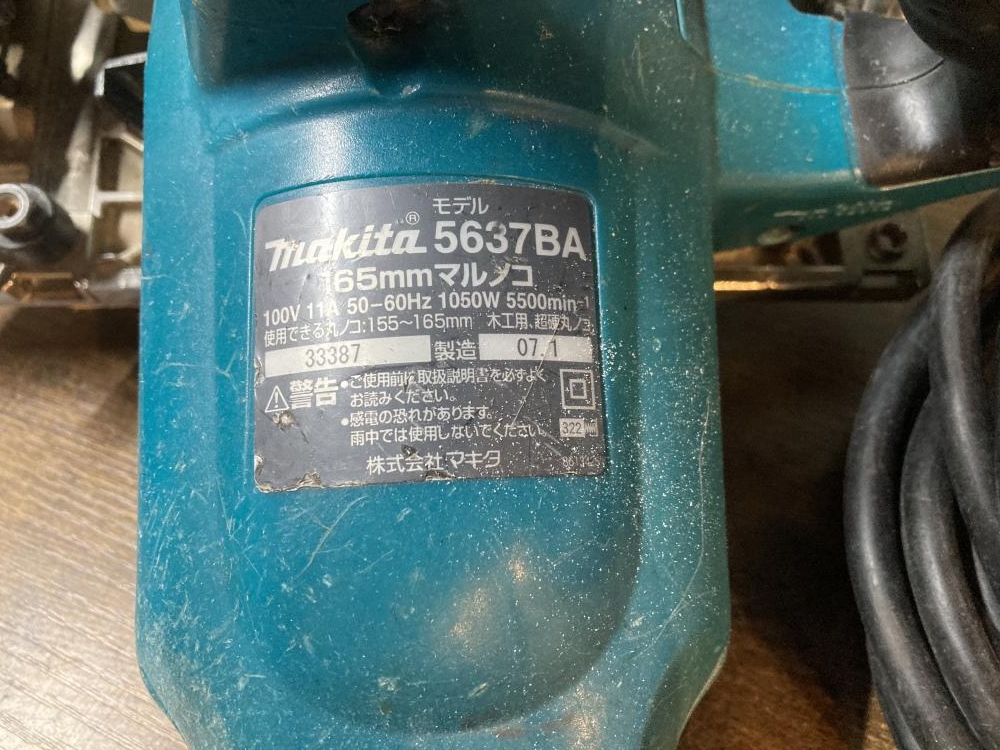 モデル
makita® 5637BA
165mmマルノコ
100V 11A 50-60Hz 1050W 5500min⁻¹
使用できる丸ノコ:155〜165mm 木工用、超硬丸ノコ
33387 製造 07.1
警告 •ご使用前に取扱説明書を必ずよく
お読みください。
•感電の恐れがあります。
雨中では使用しないでください。
322
株式会社マキタ